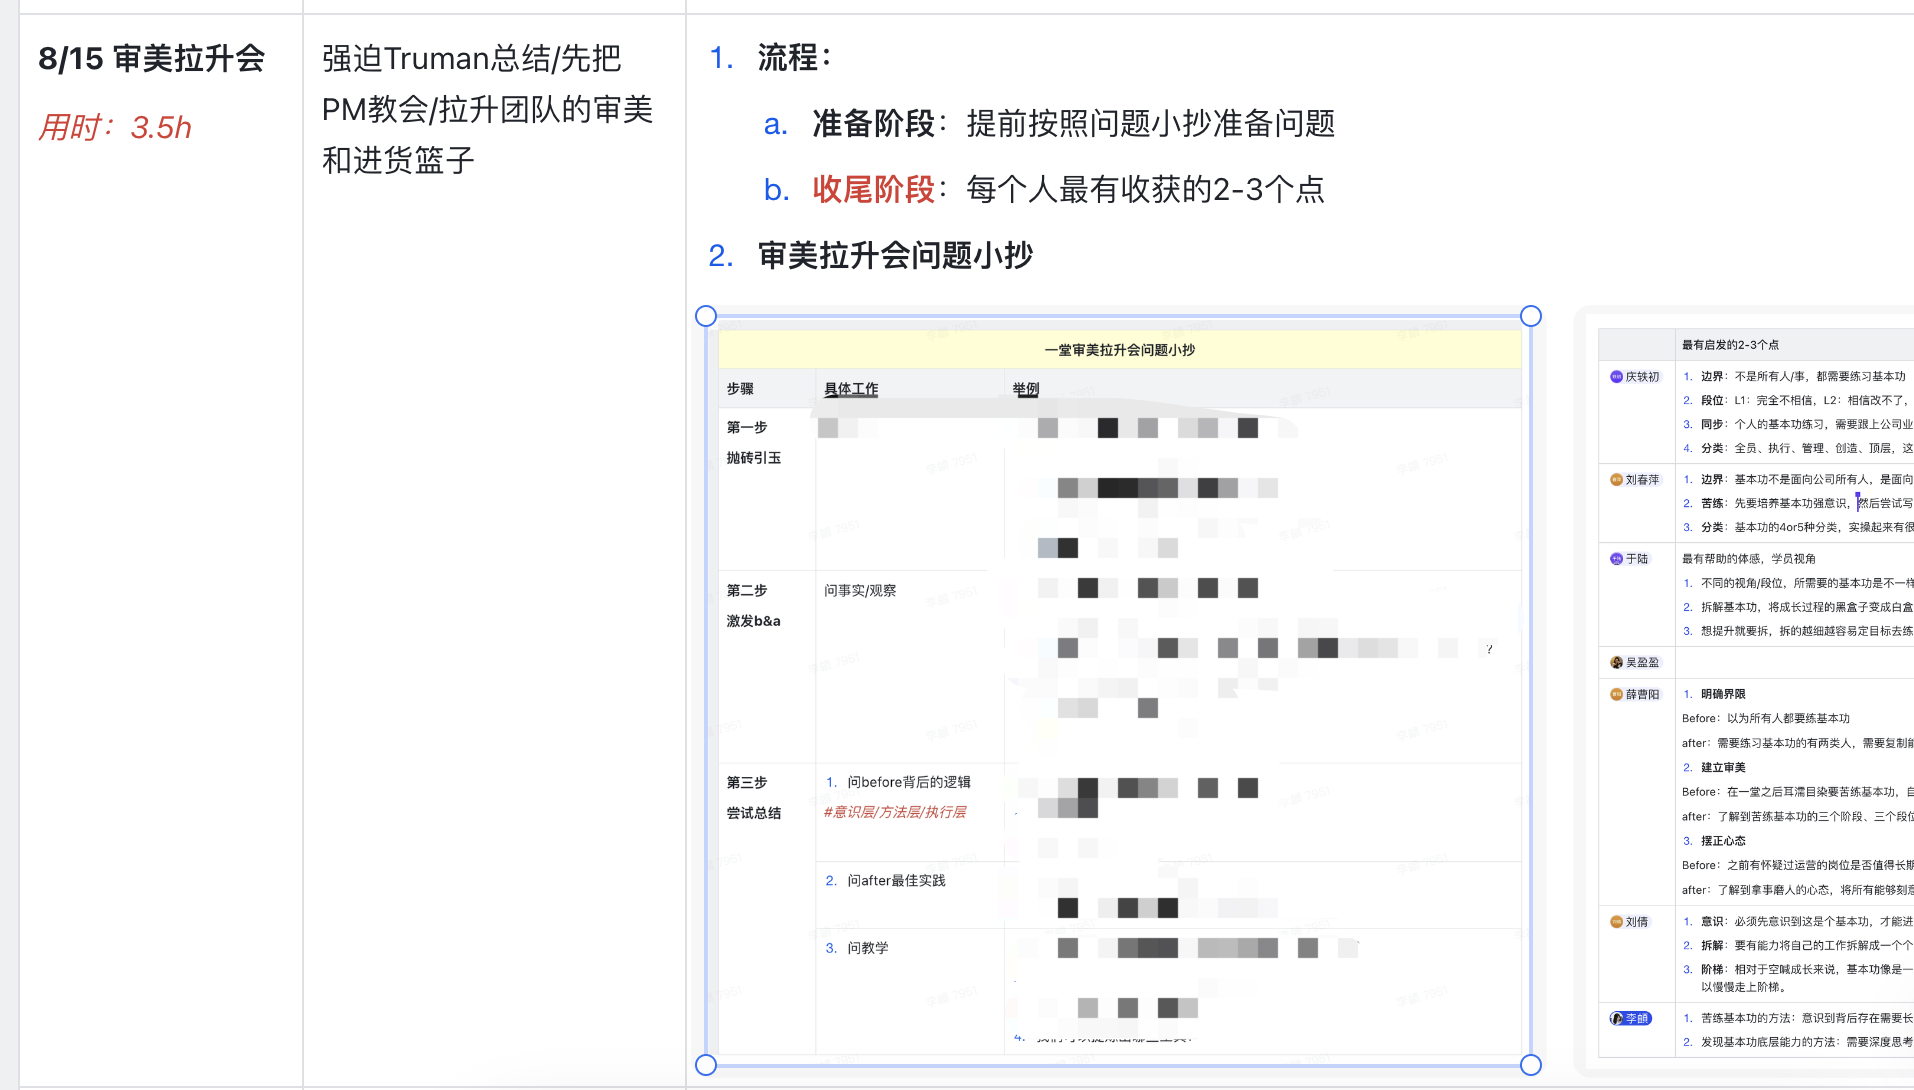 8/15 审美拉升会
用时：3.5h
强迫Truman总结/先把
PM教会/拉升团队的审美
和进货篮子
1. 流程：
a. 准备阶段：提前按照问题小抄准备问题
b. 收尾阶段：每个人最有收获的2-3个点
2. 审美拉升会问题小抄
一堂审美拉升会问题小抄
步骤 具体工作 举例
第一步
抛砖引玉
第二步 问事实/观察
激发b&a
?
第三步
尝试总结
1. 问before背后的逻辑
#意识层/方法层/执行层
2. 问after最佳实践
3. 问教学
最有启发的2-3个点
庆轶初
1. 边界：不是所有人/事，都需要练习基本功
2. 段位：L1：完全不相信，L2：相信改不了，
3. 同步：个人的基本功练习，需要跟上公司业
4. 分类：全员、执行、管理、创造、顶层，这
刘春萍
1. 边界：基本功不是面向公司所有人，是面向
2. 苦练：先要培养基本功强意识，然后尝试写
3. 分类：基本功的4or5种分类，实操起来有很
于陆
最有帮助的体感，学员视角
1. 不同的视角/段位，所需要的基本功是不一样
2. 拆解基本功，将成长过程的黑盒子变成白盒
3. 想提升就要拆，拆的越细越容易定目标去练
吴盈盈
薛曹阳
1. 明确界限
Before：以为所有人都要练基本功
after：需要练习基本功的有两类人，需要复制能
2. 建立审美
Before：在一堂之后耳濡目染要苦练基本功，自
after：了解到苦练基本功的三个阶段、三个段位
3. 摆正心态
Before：之前有怀疑过运营的岗位是否值得长期
after：了解到拿事磨人的心态，将所有能够刻意
刘倩
1. 意识：必须先意识到这是个基本功，才能进
2. 拆解：要有能力将自己的工作拆解成一个个
3. 阶梯：相对于空喊成长来说，基本功像是一
以慢慢走上阶梯。
李頔
1. 苦练基本功的方法：意识到背后存在需要长
2. 发现基本功底层能力的方法：需要深度思考